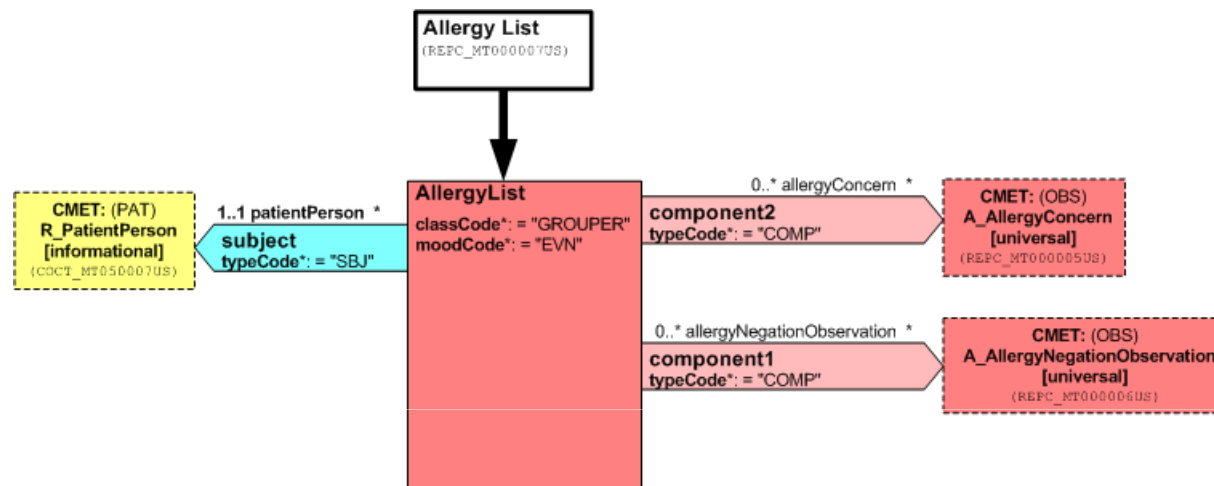 Allergy List
(REPC_MT000007US)
CMET: (PAT)
R_PatientPerson
[informational]
(COCT_MT050007US)
1..1 patientPerson *
subject
typeCode*: = "SBJ"
AllergyList
classCode*: = "GROUPER"
moodCode*: = "EVN"
0..* allergyConcern *
component2
typeCode*: = "COMP"
CMET: (OBS)
A_AllergyConcern
[universal]
(REPC_MT000005US)
0..* allergyNegationObservation *
component1
typeCode*: = "COMP"
CMET: (OBS)
A_AllergyNegationObservation
[universal]
(REPC_MT000006US)